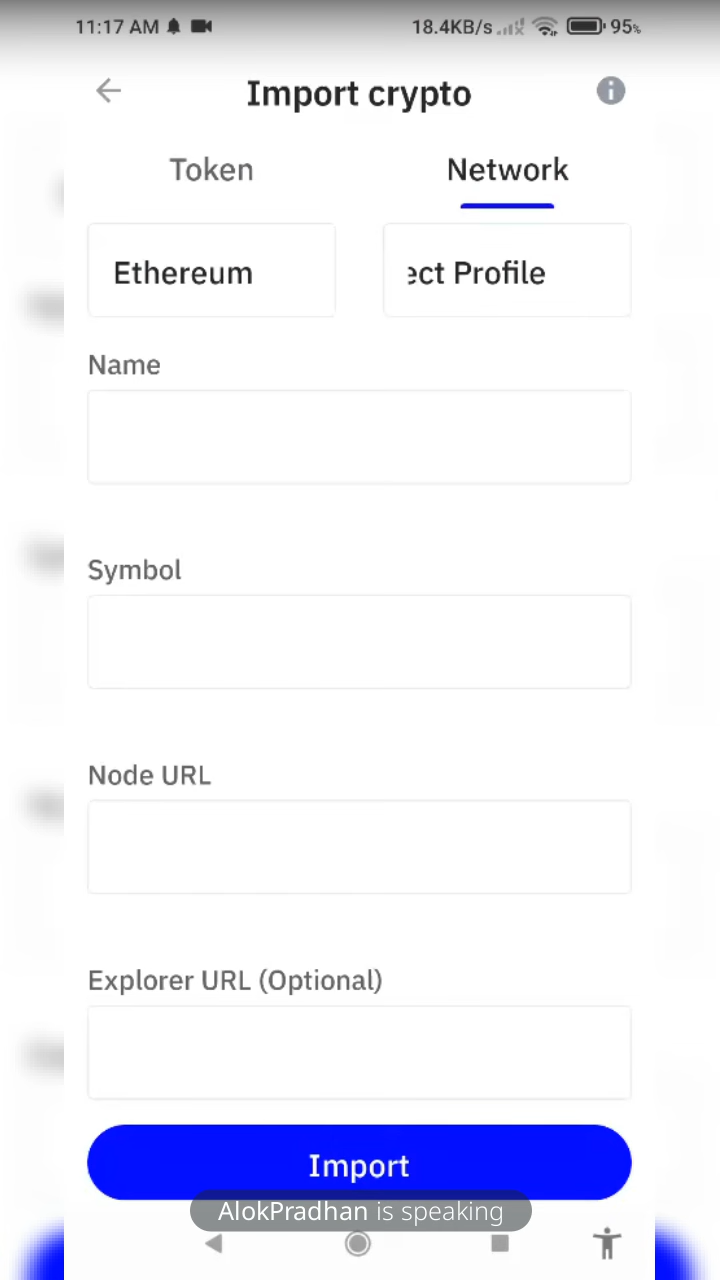 11:17 AM 18.4KB/s 95%
Import crypto
Token Network
Ethereum ect Profile
Name
Symbol
Node URL
Explorer URL (Optional)
Import
AlokPradhan is speaking